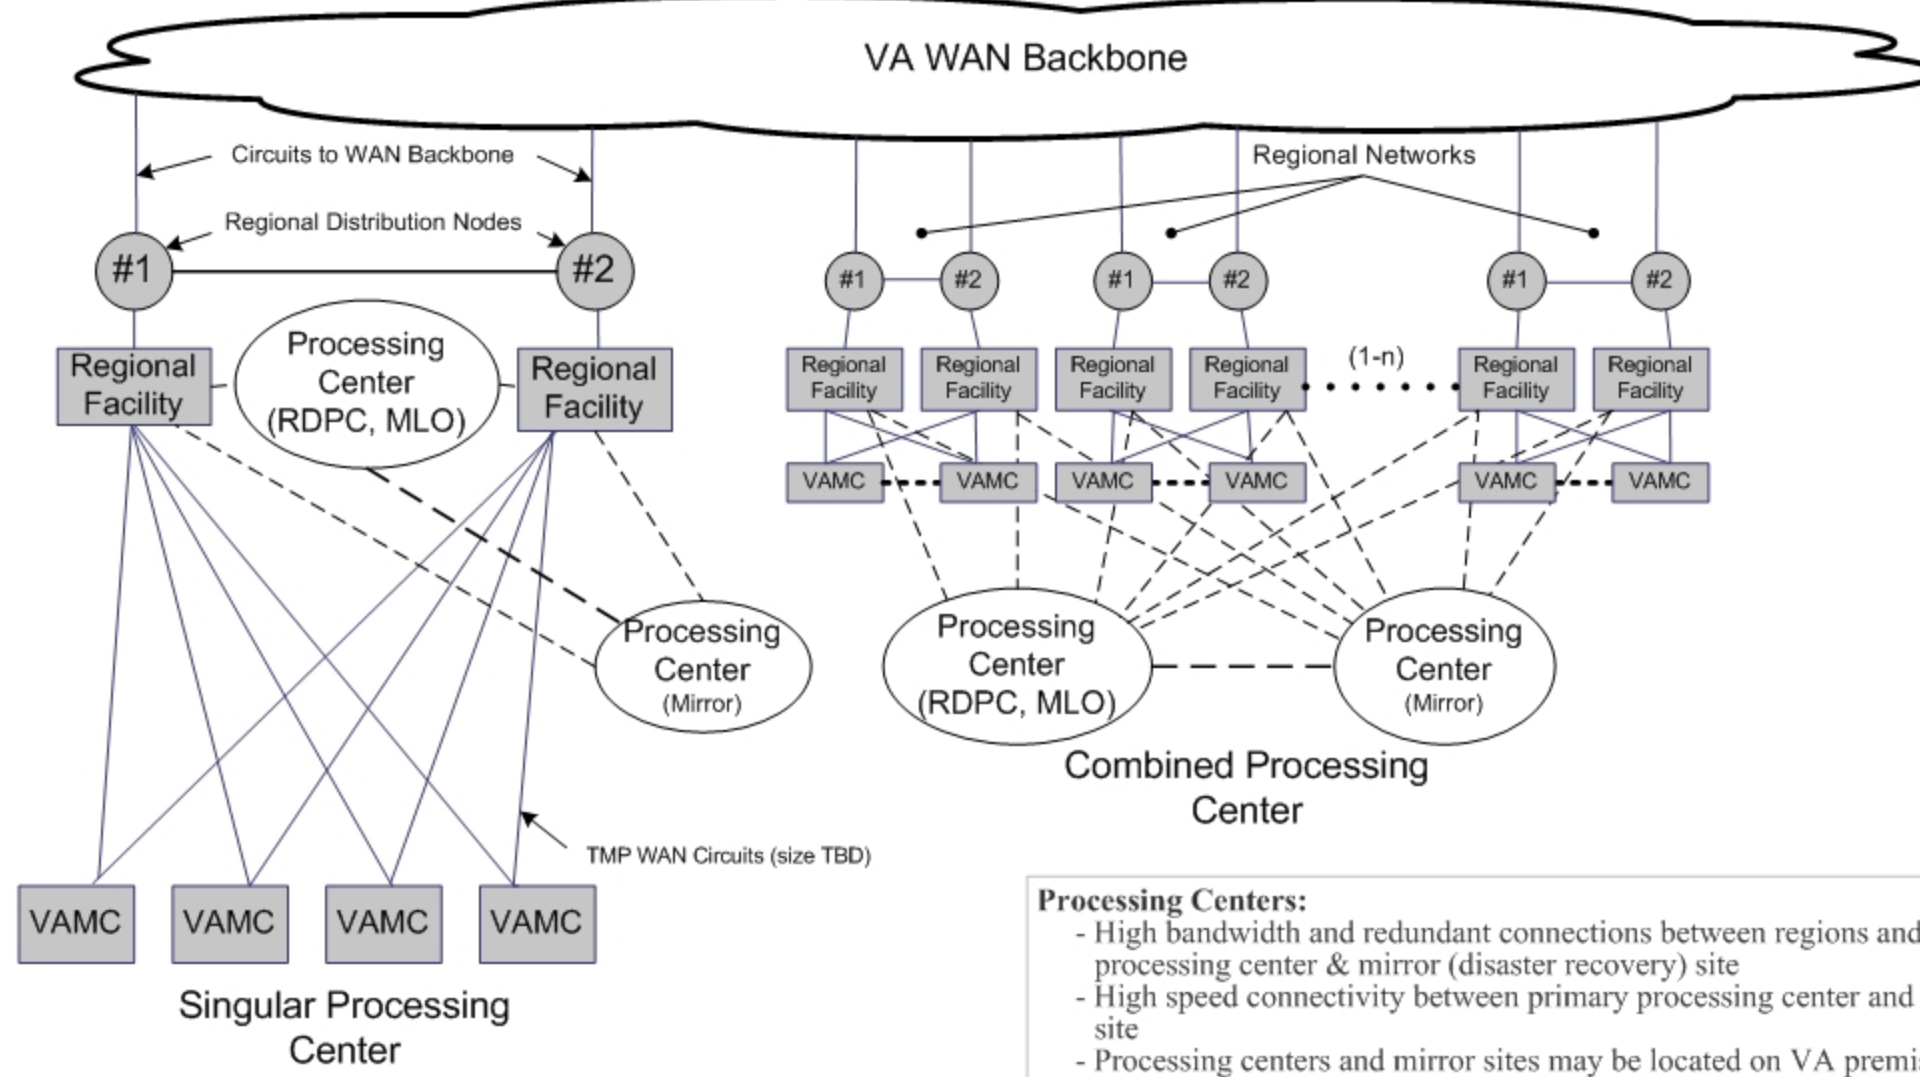 VA WAN Backbone
Circuits to WAN Backbone
Regional Networks
Regional Distribution Nodes
#1
#2
#1
#2
#1
#2
#1
#2
Regional
Facility
Processing
Center
(RDPC, MLO)
Regional
Facility
Regional
Facility
Regional
Facility
Regional
Facility
Regional
Facility
(1-n)
Regional
Facility
Regional
Facility
VAMC
VAMC
VAMC
VAMC
VAMC
VAMC
Processing
Center
(Mirror)
Processing
Center
(RDPC, MLO)
Processing
Center
(Mirror)
Combined Processing
Center
TMP WAN Circuits (size TBD)
VAMC
VAMC
VAMC
VAMC
Singular Processing
Center
Processing Centers:
- High bandwidth and redundant connections between regions and
processing center & mirror (disaster recovery) site
- High speed connectivity between primary processing center and
site
- Processing centers and mirror sites may be located on VA